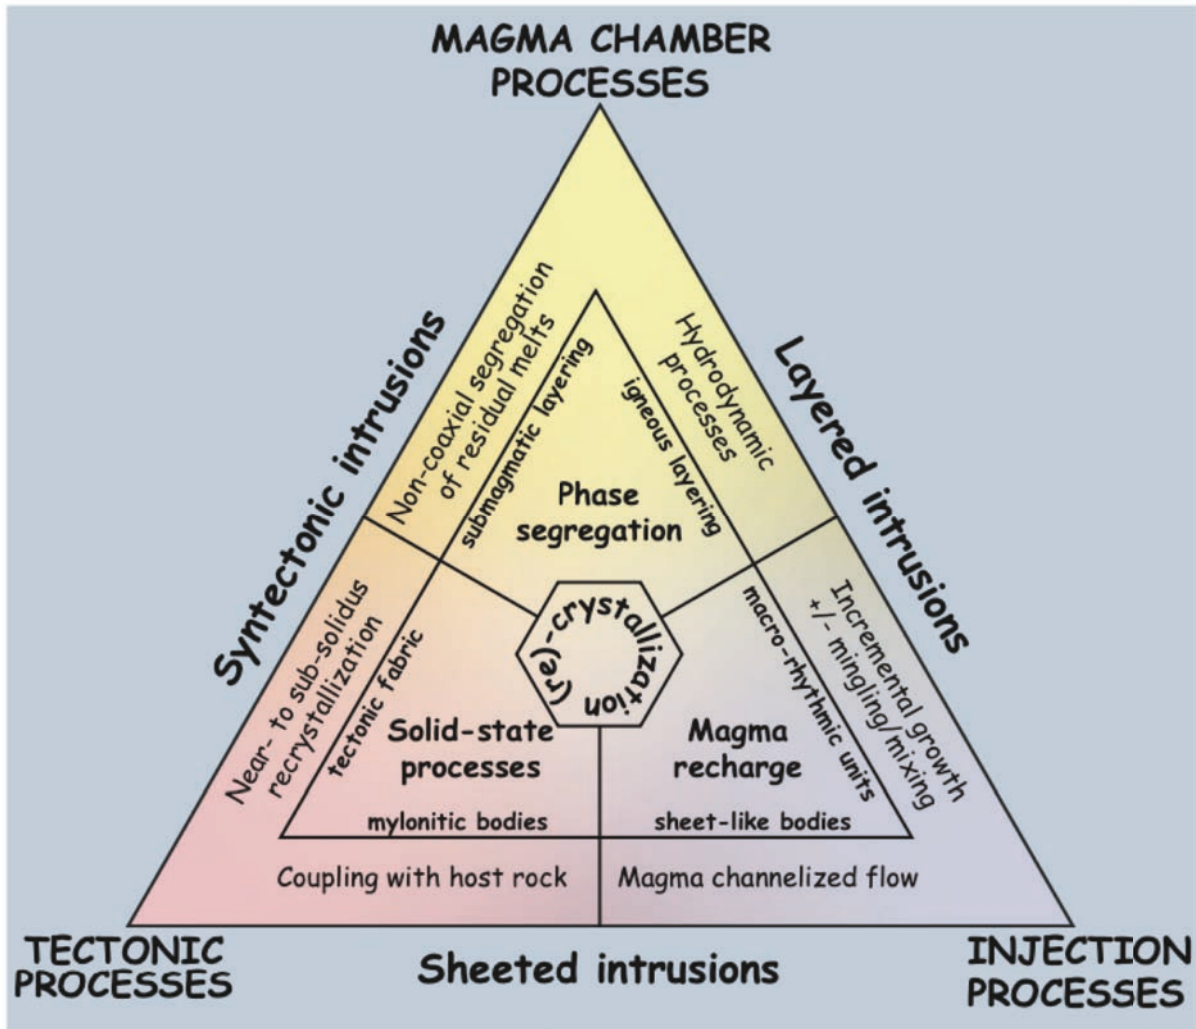 MAGMA CHAMBER
PROCESSES
Syntectonic intrusions
Layered intrusions
Non-coaxial segregation
of residual melts
submagmatic layering
Hydrodynamic
processes
igneous layering
Phase
segregation
(re)-crystallization
Near- to sub-solidus
recrystallization
tectonic fabric
Solid-state
processes
mylonitic bodies
Incremental growth
+/- mingling/mixing
macro-rhythmic units
Magma
recharge
sheet-like bodies
Coupling with host rock
Magma channelized flow
TECTONIC
PROCESSES
Sheeted intrusions
INJECTION
PROCESSES